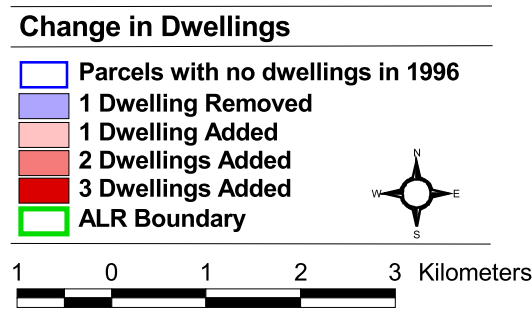 Change in Dwellings
Parcels with no dwellings in 1996
1 Dwelling Removed
1 Dwelling Added
2 Dwellings Added
3 Dwellings Added
ALR Boundary
N
W E
S
1 0 1 2 3 Kilometers